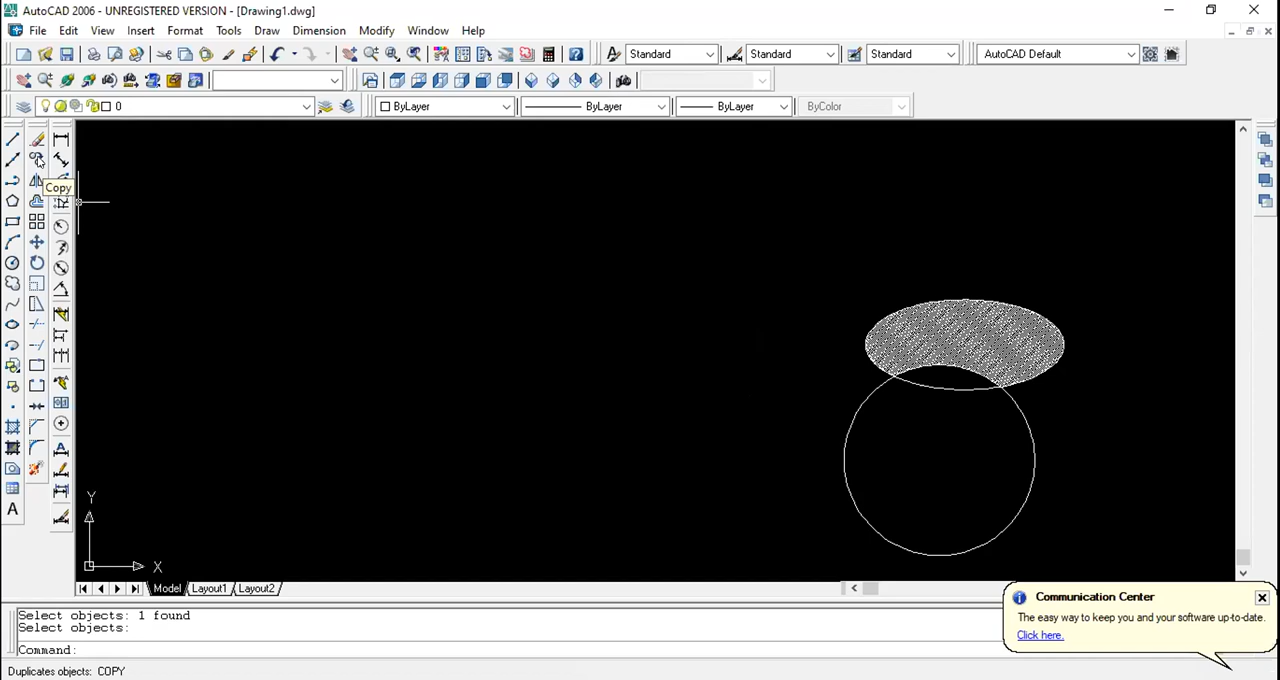 AutoCAD 2006 - UNREGISTERED VERSION - [Drawing1.dwg]
File Edit View Insert Format Tools Draw Dimension Modify Window Help
Standard Standard Standard AutoCAD Default
0 ByLayer ByLayer ByLayer ByColor
Copy
A
Y
X
Model Layout1 Layout2
Communication Center
The easy way to keep you and your software up-to-date.
Click here.
Select objects: 1 found
Select objects:
Command:
Duplicates objects: COPY